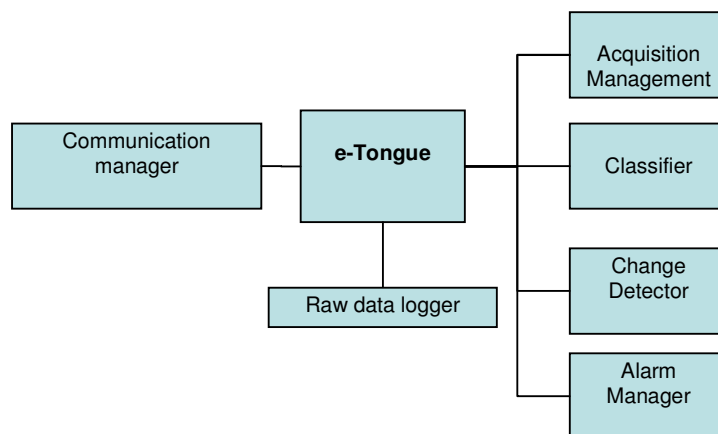 Acquisition
Management
Communication
manager
e-Tongue
Classifier
Change
Detector
Raw data logger
Alarm
Manager